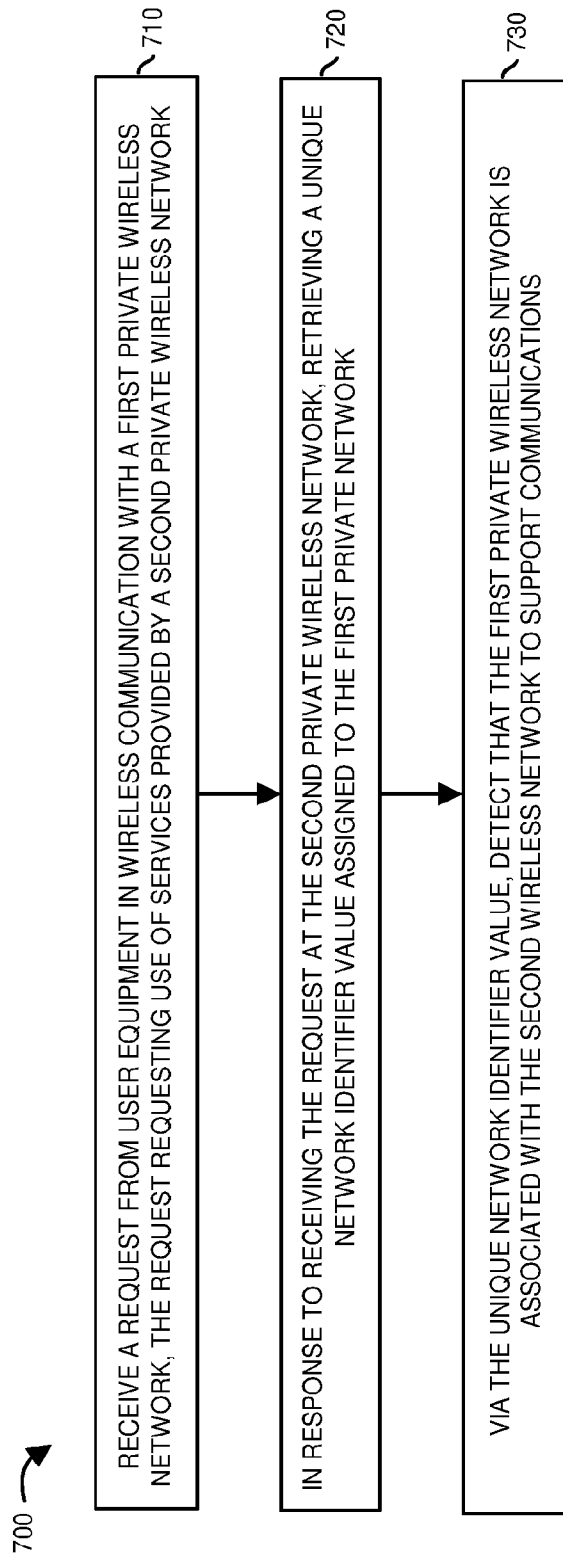 700
RECEIVE A REQUEST FROM USER EQUIPMENT IN WIRELESS COMMUNICATION WITH A FIRST PRIVATE WIRELESS
NETWORK, THE REQUEST REQUESTING USE OF SERVICES PROVIDED BY A SECOND PRIVATE WIRELESS NETWORK
710
IN RESPONSE TO RECEIVING THE REQUEST AT THE SECOND PRIVATE WIRELESS NETWORK, RETRIEVING A UNIQUE
NETWORK IDENTIFIER VALUE ASSIGNED TO THE FIRST PRIVATE NETWORK
720
VIA THE UNIQUE NETWORK IDENTIFIER VALUE, DETECT THAT THE FIRST PRIVATE WIRELESS NETWORK IS
ASSOCIATED WITH THE SECOND WIRELESS NETWORK TO SUPPORT COMMUNICATIONS
730